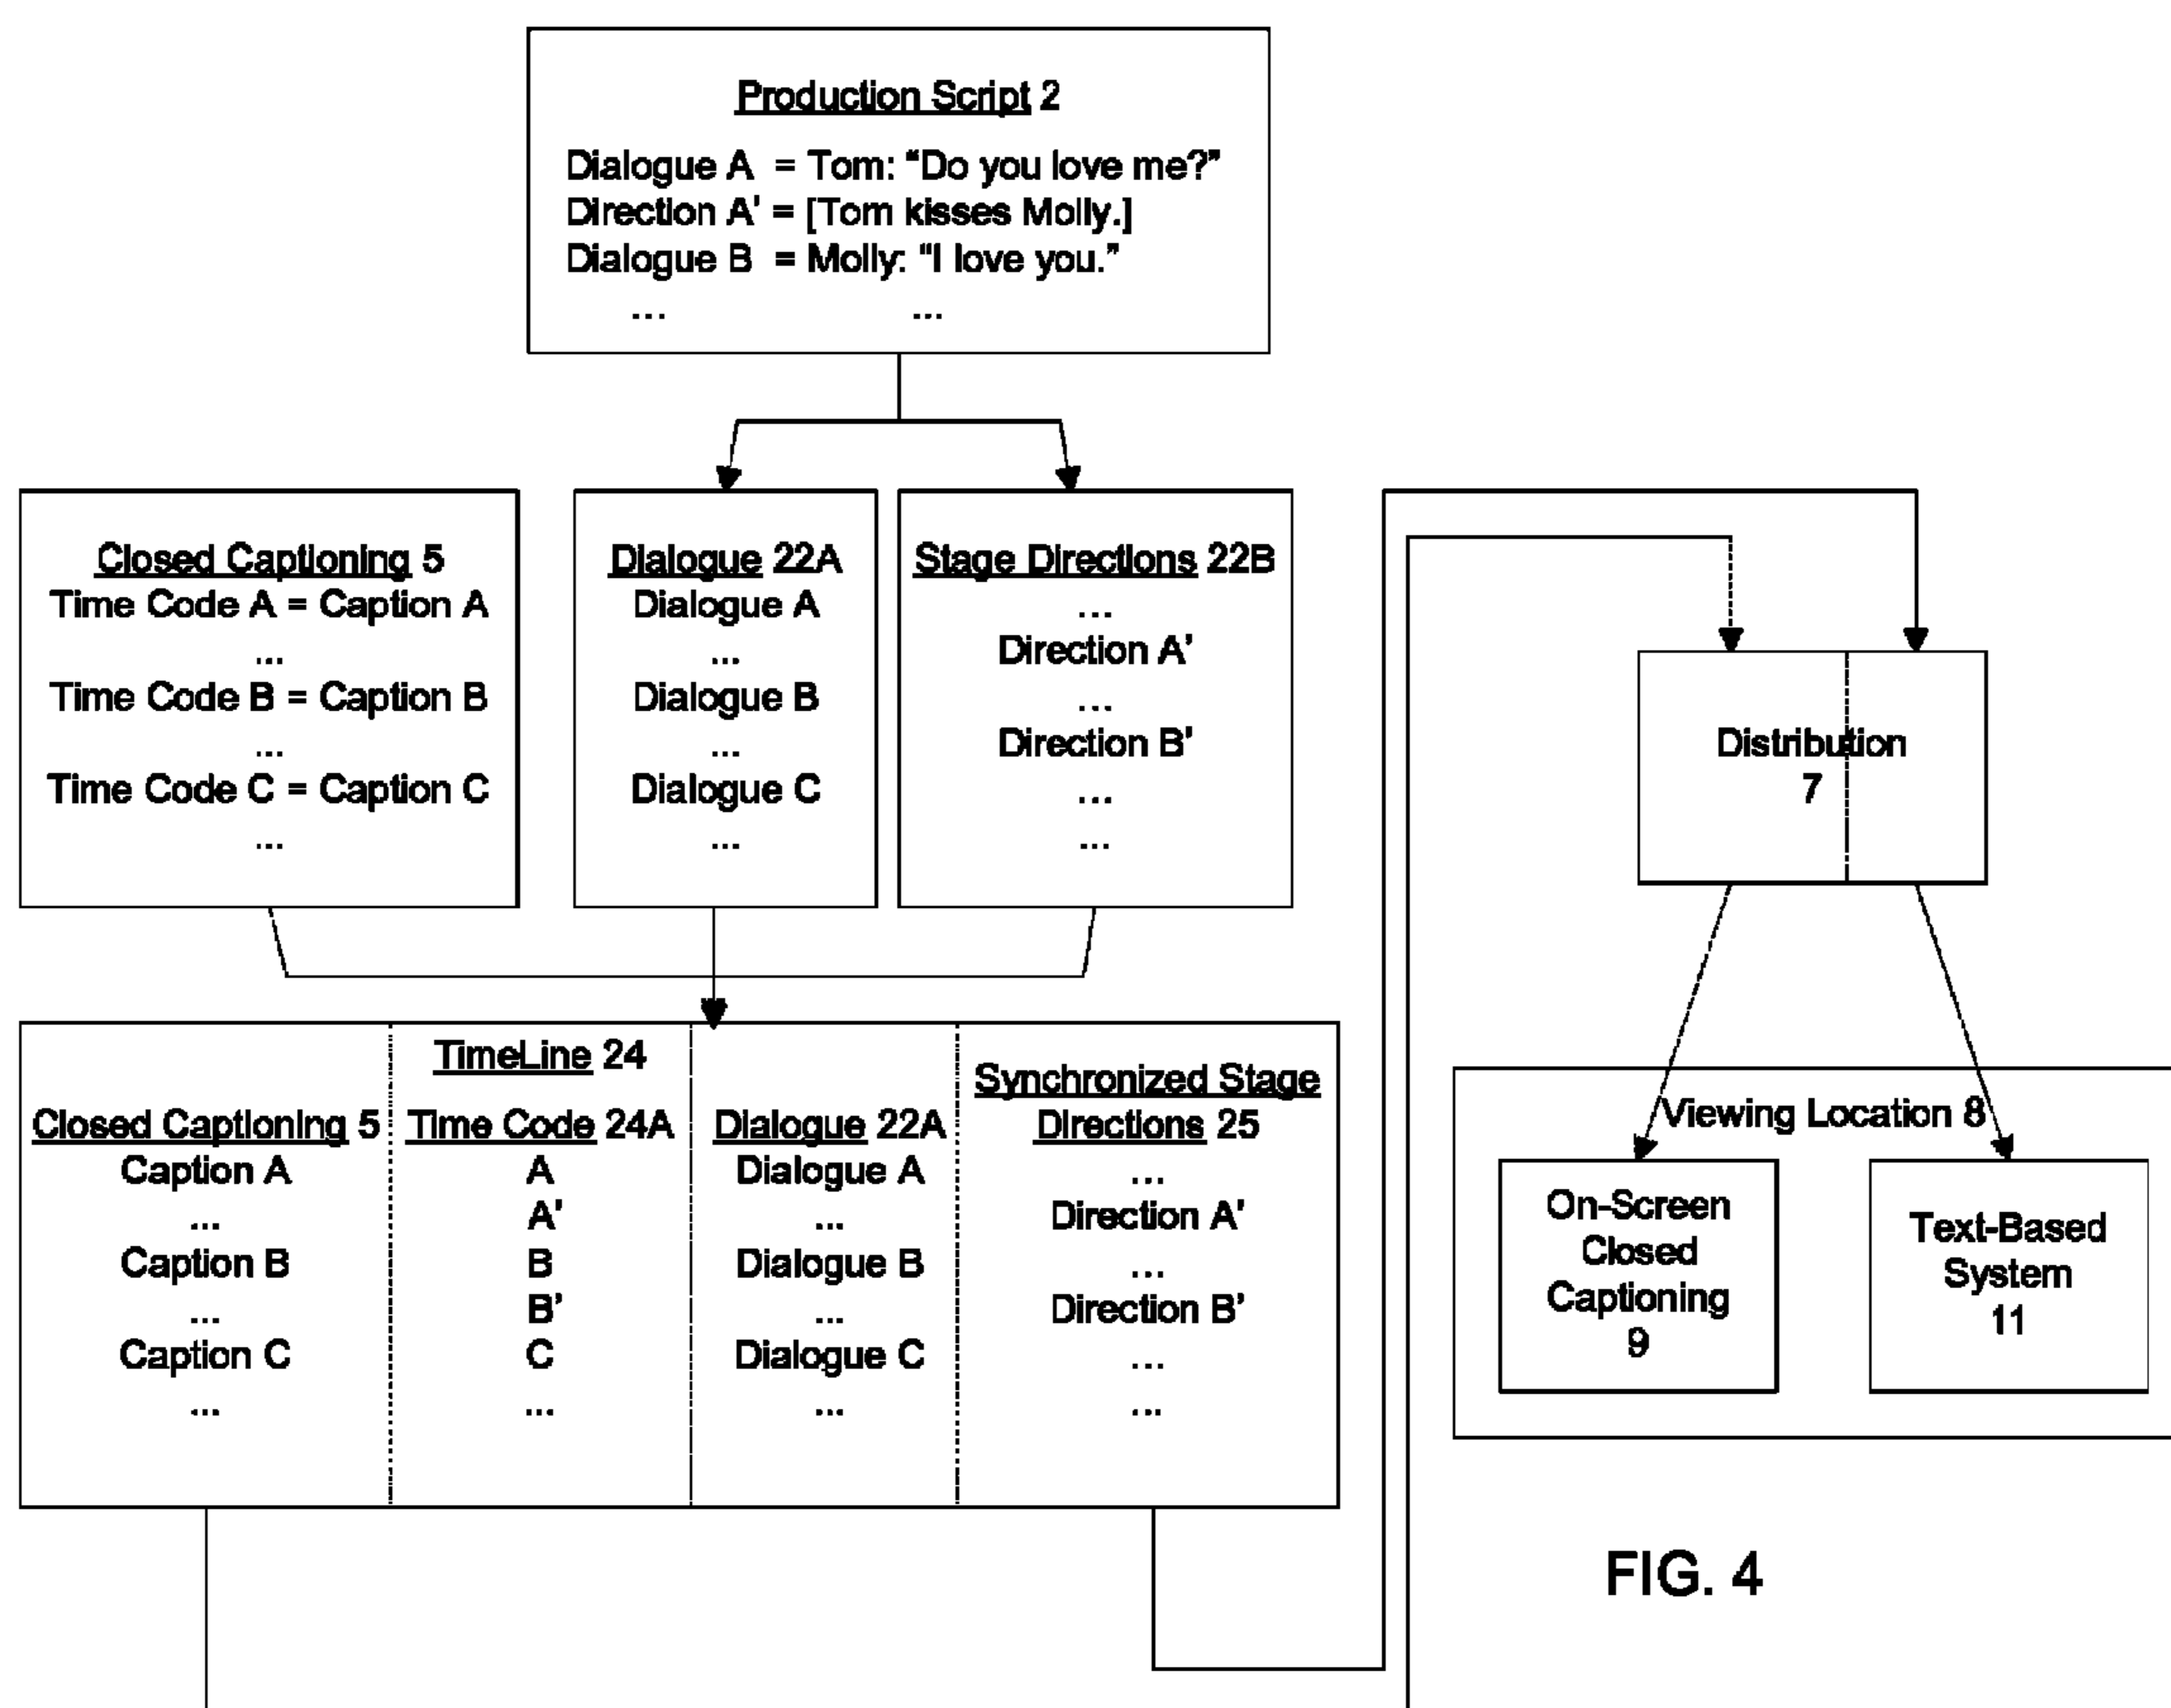 Production Script 2
Dialogue A = Tom: “Do you love me?”
Direction A' = [Tom kisses Molly.]
Dialogue B = Molly: “I love you.”
... ...
Closed Captioning 5
Time Code A = Caption A
...
Time Code B = Caption B
...
Time Code C = Caption C
...
Dialogue 22A
Dialogue A
...
Dialogue B
...
Dialogue C
...
Stage Directions 22B
...
Direction A’
...
Direction B'
...
...
TimeLine 24
Closed Captioning 5
Caption A
...
Caption B
...
Caption C
...
Time Code 24A
A
A'
B
B’
C
...
Dialogue 22A
Dialogue A
...
Dialogue B
...
Dialogue C
...
Synchronized Stage
Directions 25
...
Direction A'
...
Direction B'
...
...
Distribution
7
Viewing Location 8
On-Screen
Closed
Captioning
9
Text-Based
System
11
FIG. 4